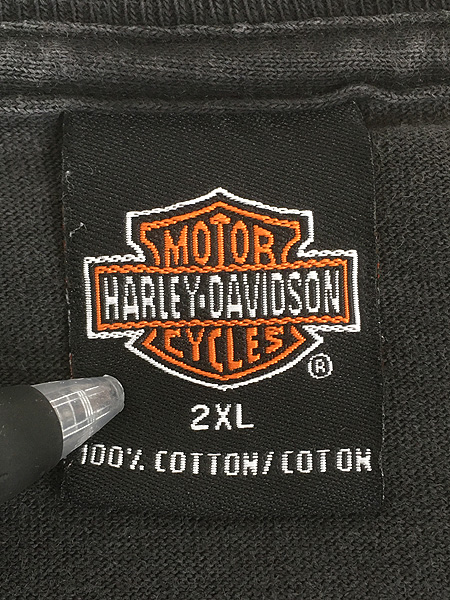 MOTOR
HARLEY-DAVIDSON
CYCLES
®
2XL
100% COTTON/COTON